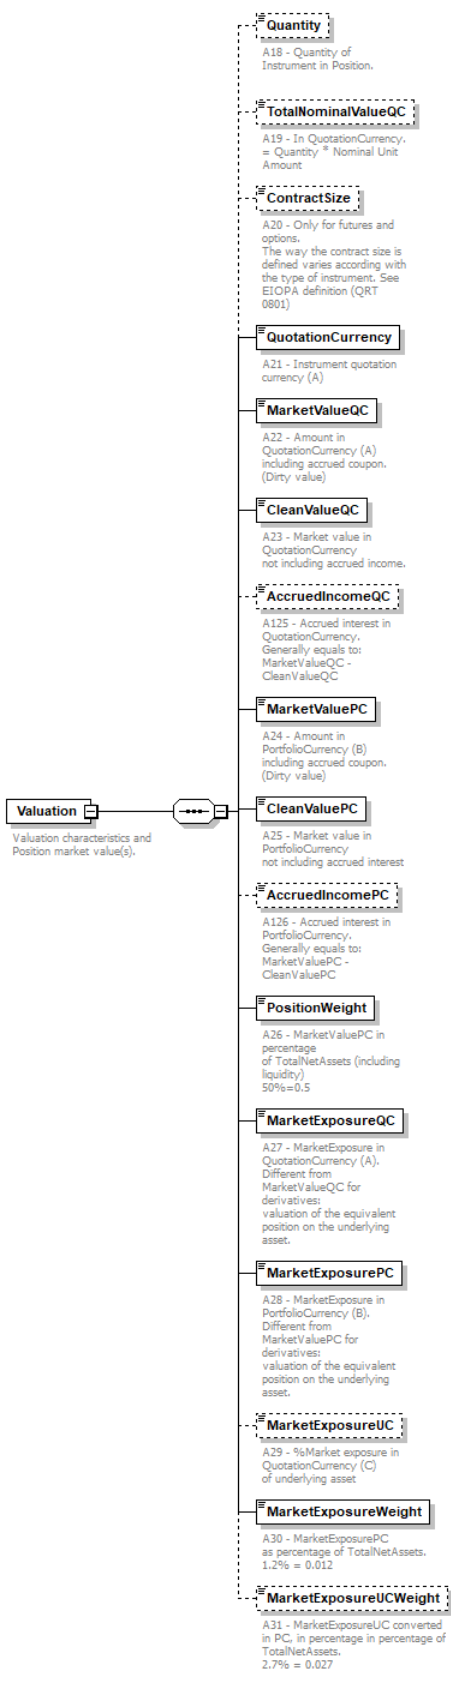 Quantity
A18 - Quantity of
Instrument in Position.
TotalNominalValueQC
A19 - In QuotationCurrency.
= Quantity * Nominal Unit
Amount
ContractSize
A20 - Only for futures and
options.
The way the contract size is
defined varies according with
the type of instrument. See
EIOPA definition (QRT
0801)
QuotationCurrency
A21 - Instrument quotation
currency (A)
MarketValueQC
A22 - Amount in
QuotationCurrency (A)
including accrued coupon.
(Dirty value)
CleanValueQC
A23 - Market value in
QuotationCurrency
not including accrued income.
AccruedIncomeQC
A125 - Accrued interest in
QuotationCurrency.
Generally equals to:
MarketValueQC -
CleanValueQC
MarketValuePC
A24 - Amount in
PortfolioCurrency (B)
including accrued coupon.
(Dirty value)
Valuation
Valuation characteristics and
Position market value(s).
CleanValuePC
A25 - Market value in
PortfolioCurrency
not including accrued interest
AccruedIncomePC
A126 - Accrued interest in
PortfolioCurrency.
Generally equals to:
MarketValuePC -
CleanValuePC
PositionWeight
A26 - MarketValuePC in
percentage
of TotalNetAssets (including
liquidity)
50%=0.5
MarketExposureQC
A27 - MarketExposure in
QuotationCurrency (A).
Different from
MarketValueQC for
derivatives:
valuation of the equivalent
position on the underlying
asset.
MarketExposurePC
A28 - MarketExposure in
PortfolioCurrency (B).
Different from
MarketValuePC for
derivatives:
valuation of the equivalent
position on the underlying
asset.
MarketExposureUC
A29 - %Market exposure in
QuotationCurrency (C)
of underlying asset
MarketExposureWeight
A30 - MarketExposurePC
as percentage of TotalNetAssets.
1.2% = 0.012
MarketExposureUCWeight
A31 - MarketExposureUC converted
in PC, in percentage in percentage of
TotalNetAssets.
2.7% = 0.027